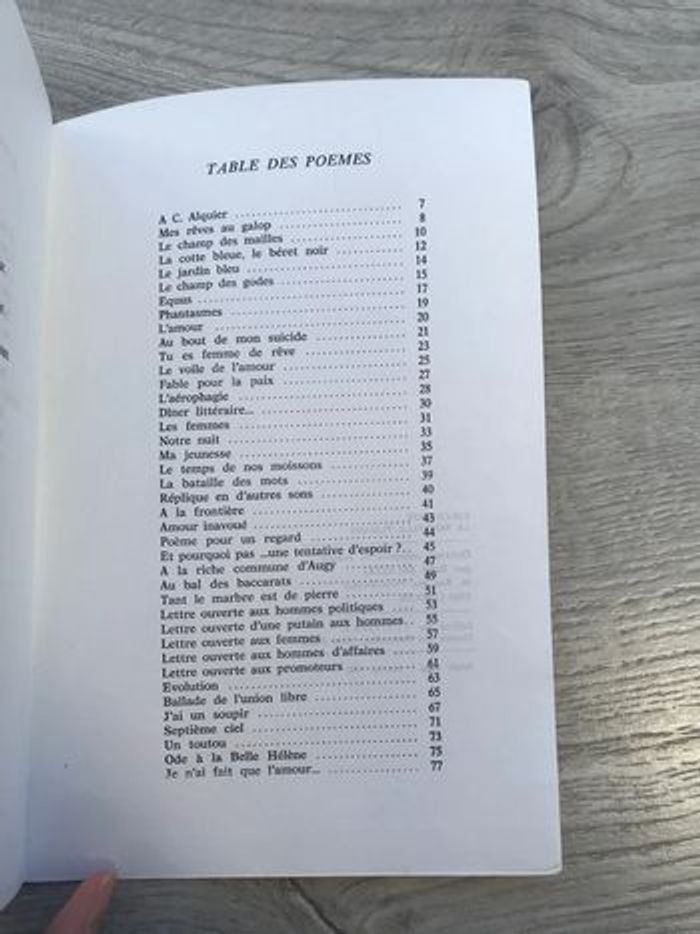 TABLE DES POEMES
A C. Alquier ........ 7
Mes rêves au galop ........ 8
Le champ des mailles ........ 10
La cotte bleue, le béret noir ........ 12
Le jardin bleu ........ 14
Le champ des godes ........ 15
Equus ........ 17
Phantasmes ........ 19
L'amour ........ 20
Au bout de mon suicide ........ 21
Tu es femme de rêve ........ 23
Le voile de l'amour ........ 25
Fable pour la paix ........ 27
L'aérophagie ........ 28
Dîner littéraire... ........ 30
Les femmes ........ 31
Notre nuit ........ 33
Ma jeunesse ........ 35
Le temps de nos moissons ........ 37
La bataille des mots ........ 39
Réplique en d'autres sons ........ 40
A la frontière ........ 41
Amour inavoué ........ 43
Poème pour un regard ........ 44
Et pourquoi pas ...une tentative d'espoir ?.. 45
A la riche commune d'Augy ........ 47
Au bal des baccarats ........ 49
Tant le marbre est de pierre ........ 51
Lettre ouverte aux hommes politiques ........ 53
Lettre ouverte d'une putain aux hommes.. 55
Lettre ouverte aux femmes ........ 57
Lettre ouverte aux hommes d'affaires ........ 59
Lettre ouverte aux promoteurs ........ 61
Evolution ........ 63
Ballade de l'union libre ........ 65
J'ai un soupir ........ 67
Septième ciel ........ 71
Un toutou ........ 73
Ode à la Belle Hélène ........ 75
Je n'ai fait que l'amour... ........ 77